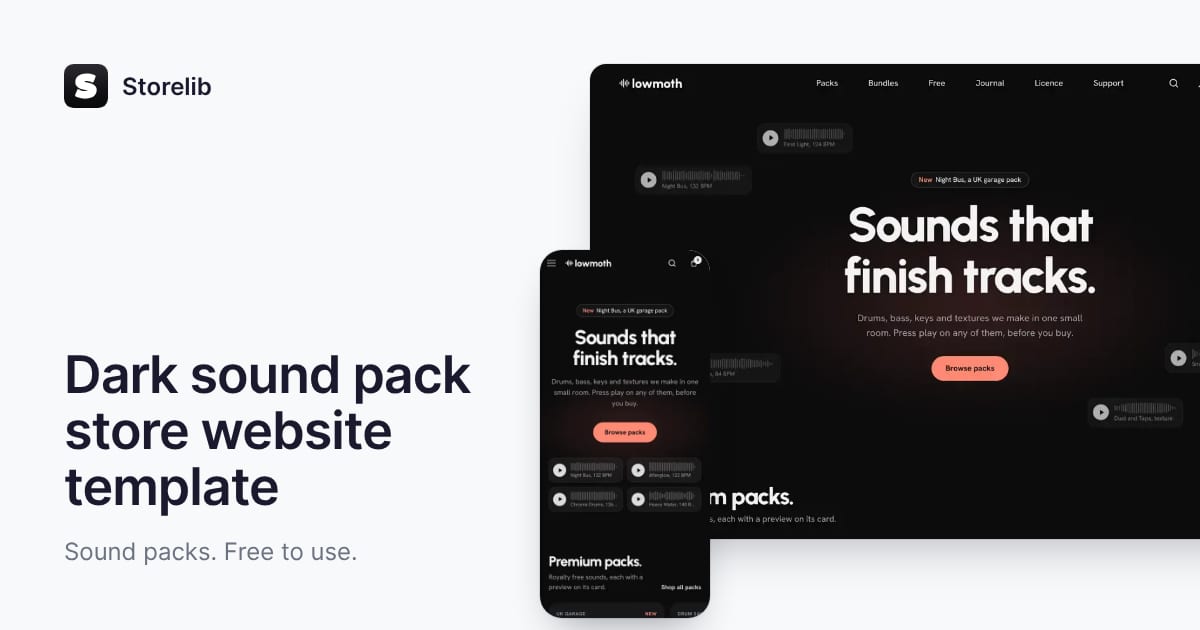 Storelib
Dark sound pack
store website
template
Sound packs. Free to use.
lowmoth
Packs Bundles Free Journal Licence Support
First Light, 124 BPM
Night Bus, 132 BPM
New Night Bus, a UK garage pack
Sounds that
finish tracks.
Drums, bass, keys and textures we make in one small
room. Press play on any of them, before you buy.
Browse packs
84 BPM
Dust and Taps, texture
m packs.
s, each with a preview on its card.
lowmoth
New Night Bus, a UK garage pack
Sounds that
finish tracks.
Drums, bass, keys and textures we make in one
small room. Press play on any of them, before
you buy.
Browse packs
Night Bus, 132 BPM
Afterglow, 122 BPM
Chrome Drums, 136...
Heavy Water, 140 B...
Premium packs.
Royalty free sounds, each with a
preview on its card.
Shop all packs
UK GARAGE NEW